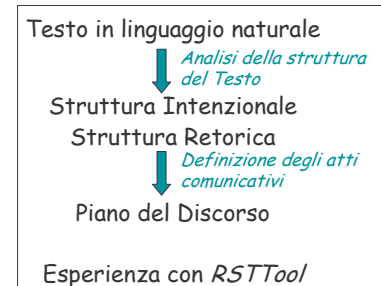 Testo in linguaggio naturale
Analisi della struttura
del Testo
Struttura Intenzionale
Struttura Retorica
Definizione degli atti
comunicativi
Piano del Discorso
Esperienza con RSTTool